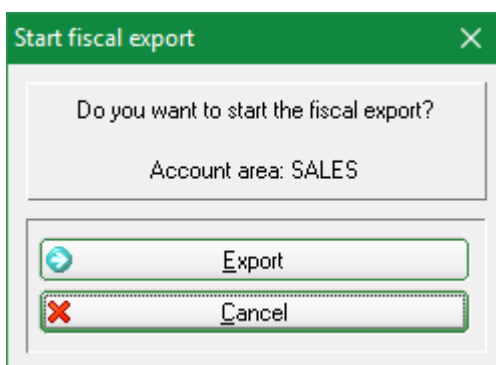 Start fiscal export
Do you want to start the fiscal export?
Account area: SALES
Export
Cancel